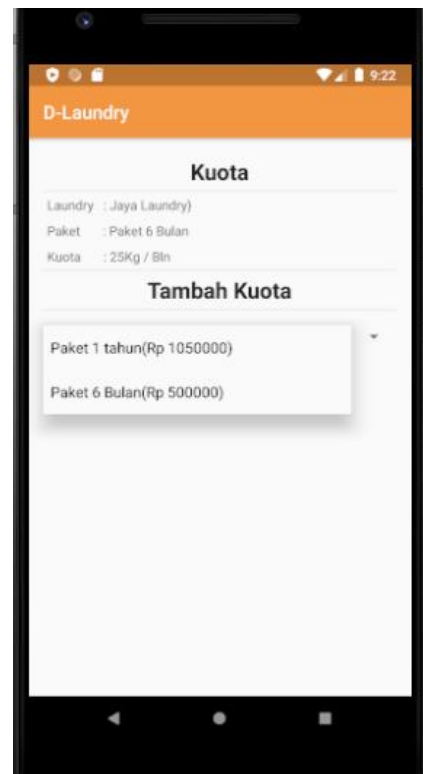 9:22
D-Laundry
Kuota
Laundry : Jaya Laundry)
Paket : Paket 6 Bulan
Kuota : 25Kg / Bln
Tambah Kuota
Paket 1 tahun(Rp 1050000)
Paket 6 Bulan(Rp 500000)